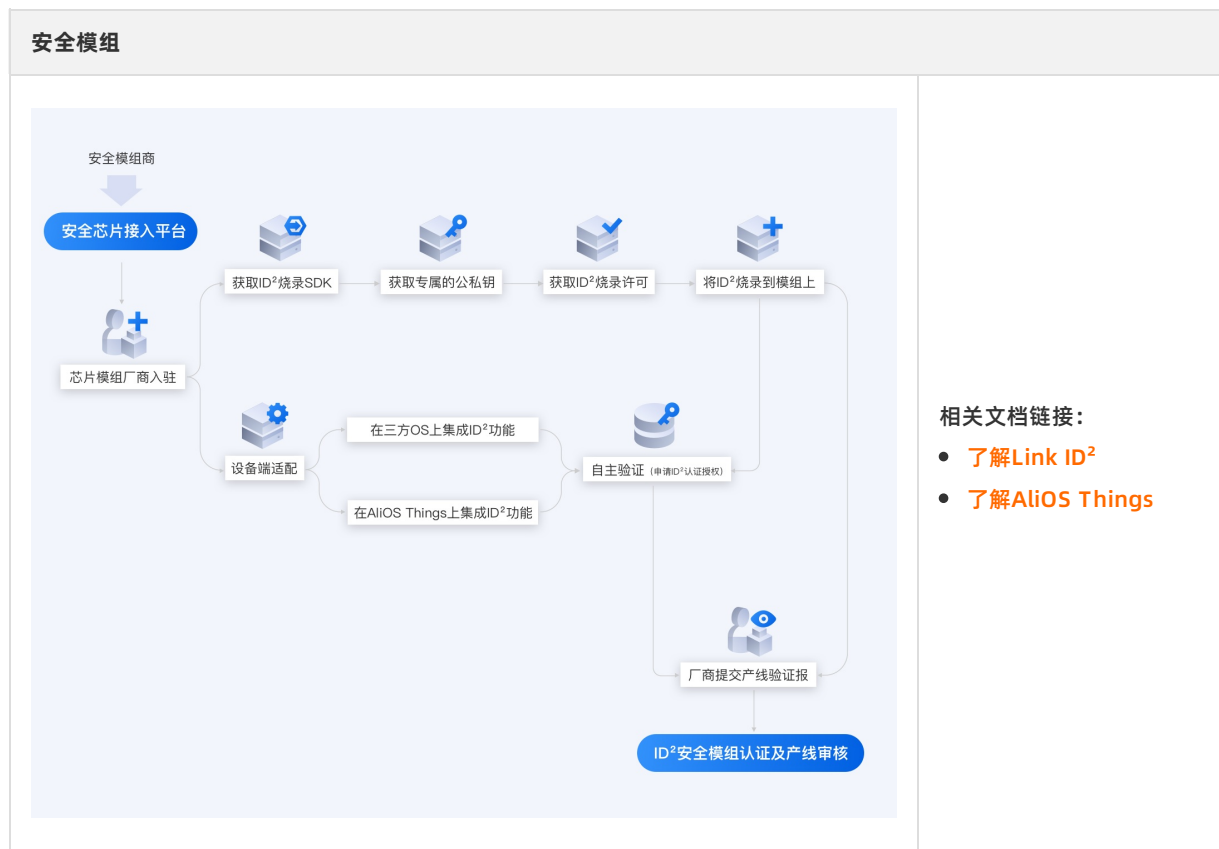 安全模组
安全模组商
安全芯片接入平台
获取ID²烧录SDK
获取专属的公私钥
获取ID²烧录许可
将ID²烧录到模组上
芯片模组厂商入驻
设备端适配
在三方OS上集成ID²功能
在AliOS Things上集成ID²功能
自主验证（申请ID²认证授权）
厂商提交产线验证报
ID²安全模组认证及产线审核
相关文档链接：
了解Link ID²
了解AliOS Things